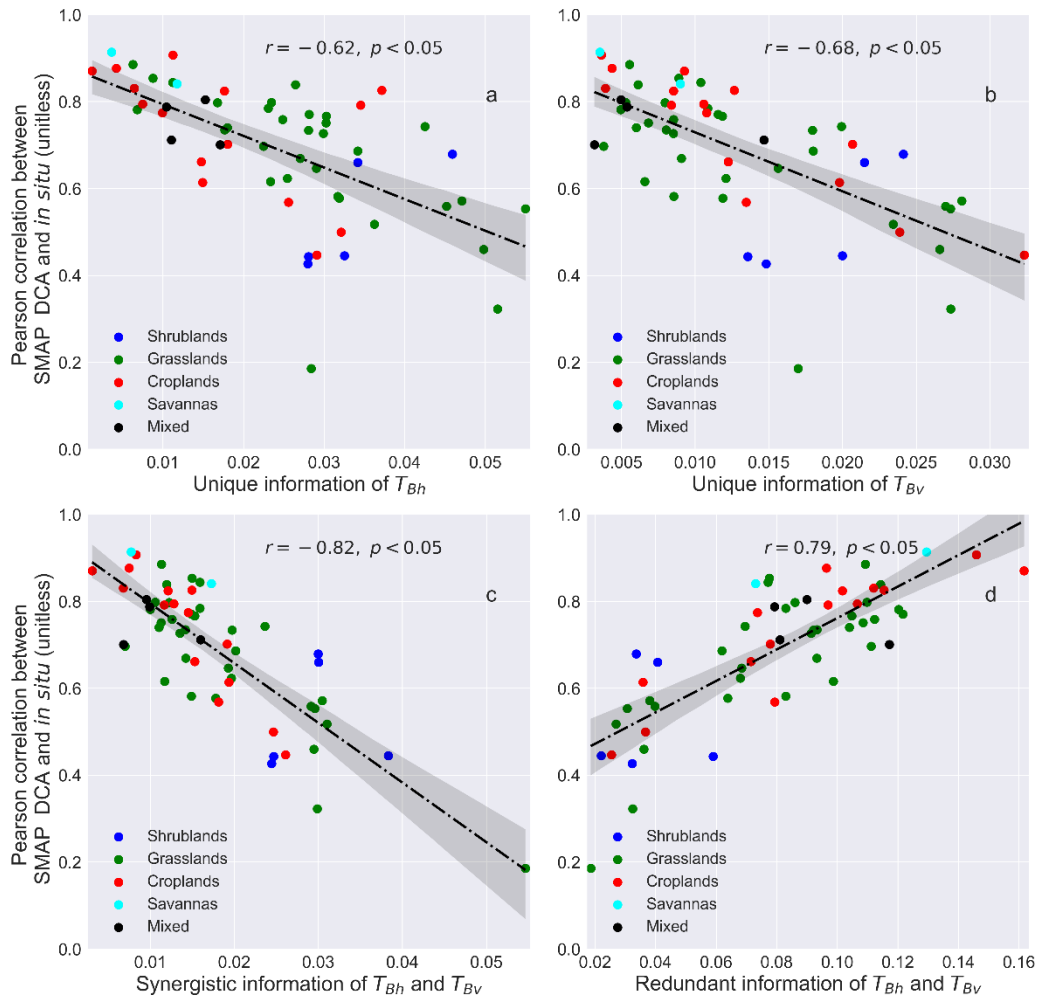 Pearson correlation between
SMAP DCA and in situ (unitless)
1.0
0.8
0.6
0.4
0.2
0.0
r = −0.62, p < 0.05
a
Shrublands
Grasslands
Croplands
Savannas
Mixed
0.01 0.02 0.03 0.04 0.05
Unique information of T_Bh
1.0
0.8
0.6
0.4
0.2
0.0
r = −0.68, p < 0.05
b
Shrublands
Grasslands
Croplands
Savannas
Mixed
0.005 0.010 0.015 0.020 0.025 0.030
Unique information of T_Bv
Pearson correlation between
SMAP DCA and in situ (unitless)
1.0
0.8
0.6
0.4
0.2
0.0
r = −0.82, p < 0.05
c
Shrublands
Grasslands
Croplands
Savannas
Mixed
0.01 0.02 0.03 0.04 0.05
Synergistic information of T_Bh and T_Bv
1.0
0.8
0.6
0.4
0.2
0.0
r = 0.79, p < 0.05
d
Shrublands
Grasslands
Croplands
Savannas
Mixed
0.02 0.04 0.06 0.08 0.10 0.12 0.14 0.16
Redundant information of T_Bh and T_Bv